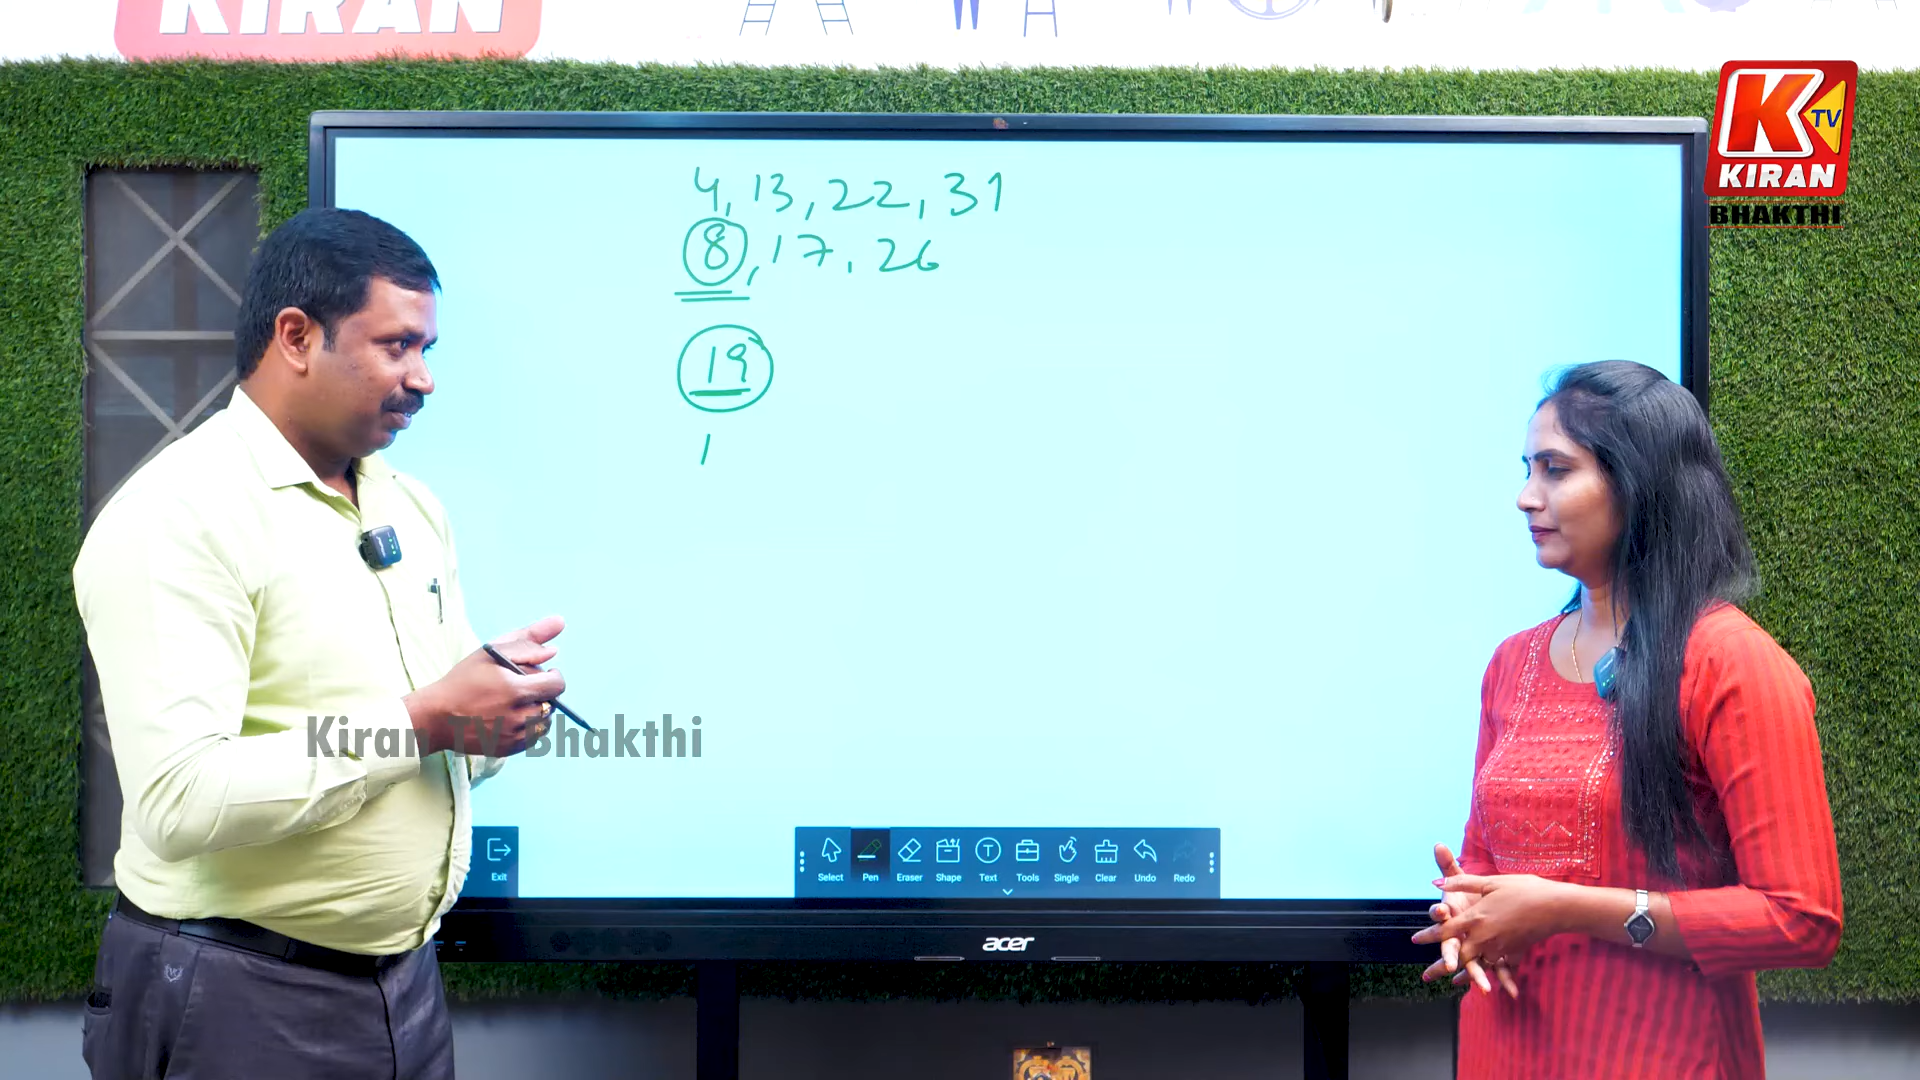 KIRAN
K TV
KIRAN
BHAKTHI
4, 13, 22, 31
8, 17, 26
19
1
Kiran TV Bhakthi
Exit
Select Pen Eraser Shape Text Tools Single Clear Undo Redo
acer